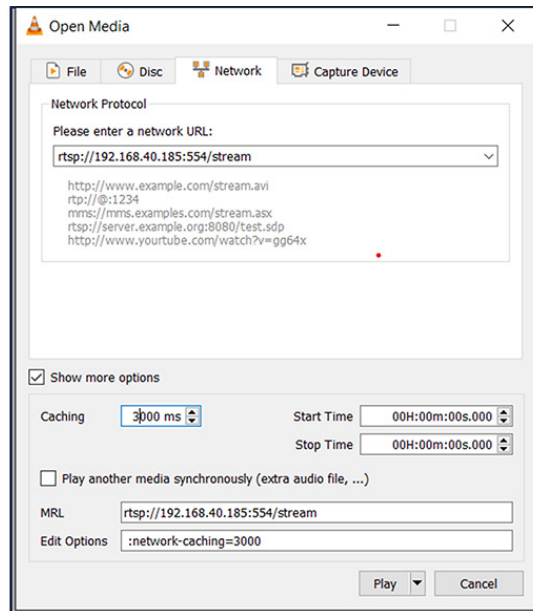 Open Media
File Disc Network Capture Device
Network Protocol
Please enter a network URL:
rtsp://192.168.40.185:554/stream
http://www.example.com/stream.avi
rtp://@:1234
mms://mms.examples.com/stream.asx
rtsp://server.example.org:8080/test.sdp
http://www.yourtube.com/watch?v=gg64x
Show more options
Caching 3000 ms Start Time 00H:00m:00s.000
Stop Time 00H:00m:00s.000
Play another media synchronously (extra audio file, ...)
MRL rtsp://192.168.40.185:554/stream
Edit Options :network-caching=3000
Play Cancel